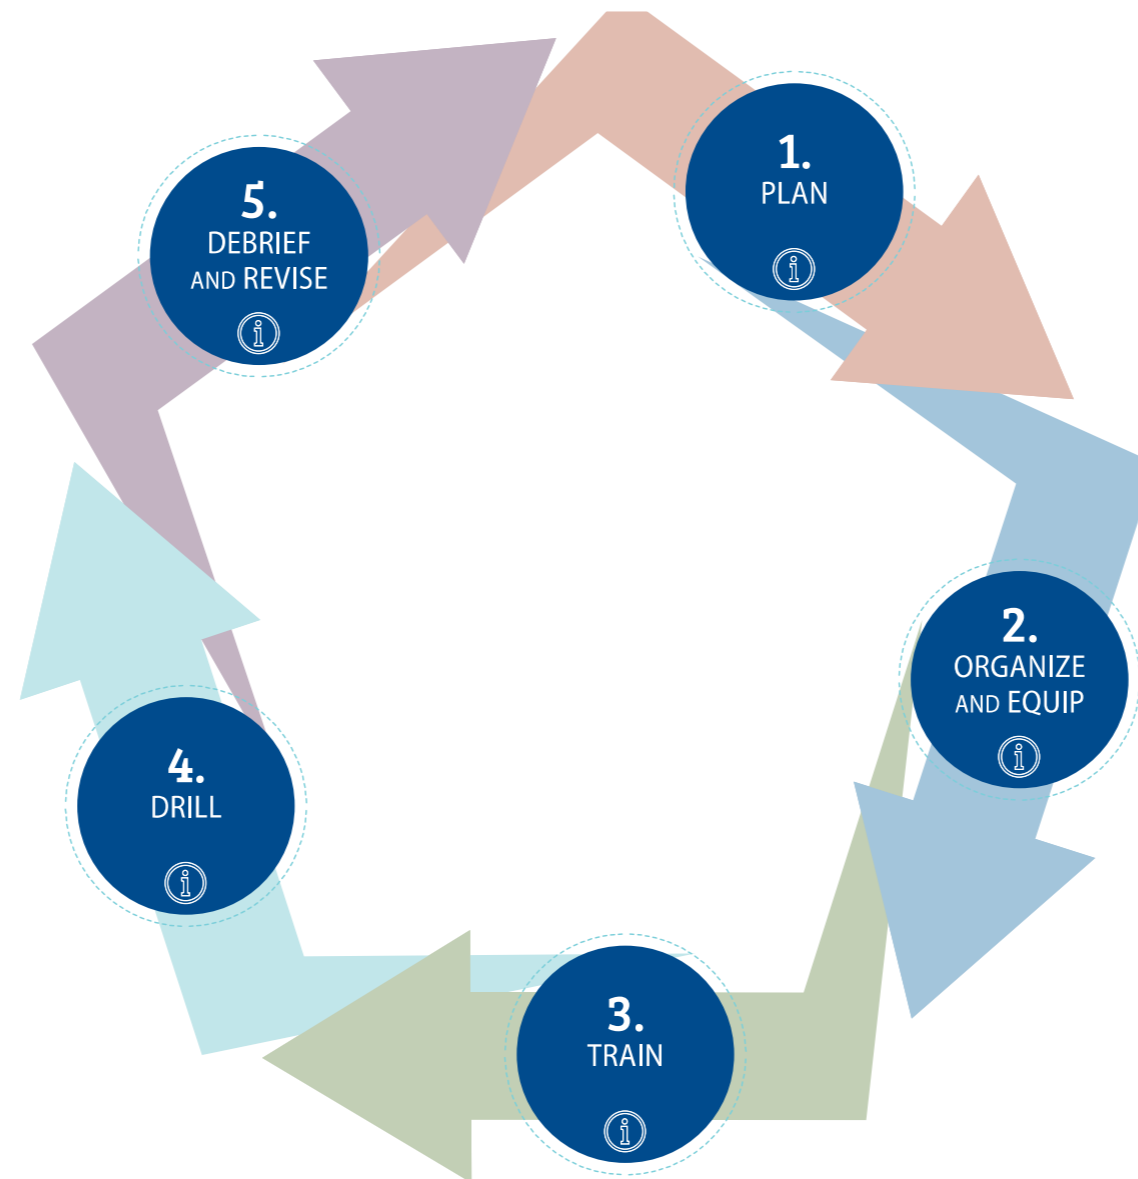 1.
PLAN
2.
ORGANIZE
AND EQUIP
3.
TRAIN
4.
DRILL
5.
DEBRIEF
AND REVISE